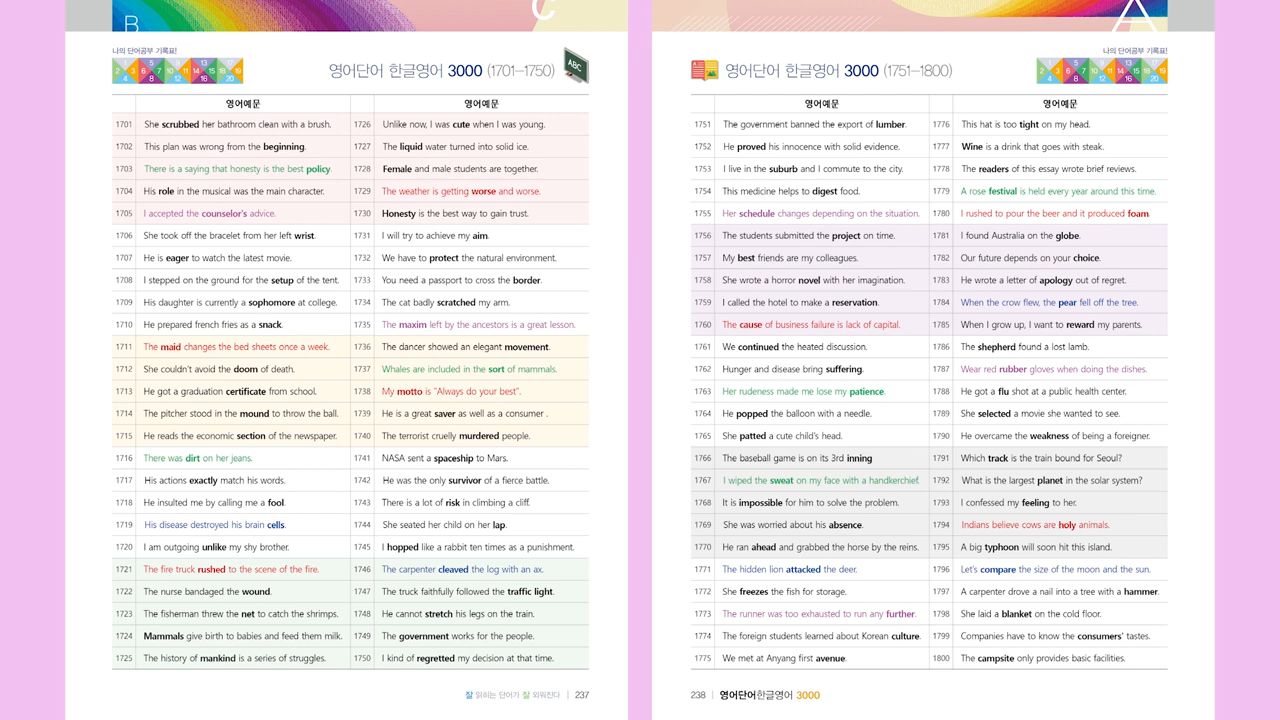 B
C
나의 단어공부 기록표!
1 3 5 7 9 11 13 15 17 19
2 4 6 8 10 12 14 16 18 20
영어단어 한글영어 3000 (1701–1750)
ABC
영어예문
1701 She scrubbed her bathroom clean with a brush.
1702 This plan was wrong from the beginning.
1703 There is a saying that honesty is the best policy.
1704 His role in the musical was the main character.
1705 I accepted the counselor's advice.
1706 She took off the bracelet from her left wrist.
1707 He is eager to watch the latest movie.
1708 I stepped on the ground for the setup of the tent.
1709 His daughter is currently a sophomore at college.
1710 He prepared french fries as a snack.
1711 The maid changes the bed sheets once a week.
1712 She couldn't avoid the doom of death.
1713 He got a graduation certificate from school.
1714 The pitcher stood in the mound to throw the ball.
1715 He reads the economic section of the newspaper.
1716 There was dirt on her jeans.
1717 His actions exactly match his words.
1718 He insulted me by calling me a fool.
1719 His disease destroyed his brain cells.
1720 I am outgoing unlike my shy brother.
1721 The fire truck rushed to the scene of the fire.
1722 The nurse bandaged the wound.
1723 The fisherman threw the net to catch the shrimps.
1724 Mammals give birth to babies and feed them milk.
1725 The history of mankind is a series of struggles.
영어예문
1726 Unlike now, I was cute when I was young.
1727 The liquid water turned into solid ice.
1728 Female and male students are together.
1729 The weather is getting worse and worse.
1730 Honesty is the best way to gain trust.
1731 I will try to achieve my aim.
1732 We have to protect the natural environment.
1733 You need a passport to cross the border.
1734 The cat badly scratched my arm.
1735 The maxim left by the ancestors is a great lesson.
1736 The dancer showed an elegant movement.
1737 Whales are included in the sort of mammals.
1738 My motto is "Always do your best".
1739 He is a great saver as well as a consumer .
1740 The terrorist cruelly murdered people.
1741 NASA sent a spaceship to Mars.
1742 He was the only survivor of a fierce battle.
1743 There is a lot of risk in climbing a cliff.
1744 She seated her child on her lap.
1745 I hopped like a rabbit ten times as a punishment.
1746 The carpenter cleaved the log with an ax.
1747 The truck faithfully followed the traffic light.
1748 He cannot stretch his legs on the train.
1749 The government works for the people.
1750 I kind of regretted my decision at that time.
잘 읽히는 단어가 잘 외워진다 | 237
A
영어단어 한글영어 3000 (1751–1800)
나의 단어공부 기록표!
1 3 5 7 9 11 13 15 17 19
2 4 6 8 10 12 14 16 18 20
영어예문
1751 The government banned the export of lumber.
1752 He proved his innocence with solid evidence.
1753 I live in the suburb and I commute to the city.
1754 This medicine helps to digest food.
1755 Her schedule changes depending on the situation.
1756 The students submitted the project on time.
1757 My best friends are my colleagues.
1758 She wrote a horror novel with her imagination.
1759 I called the hotel to make a reservation.
1760 The cause of business failure is lack of capital.
1761 We continued the heated discussion.
1762 Hunger and disease bring suffering.
1763 Her rudeness made me lose my patience.
1764 He popped the balloon with a needle.
1765 She patted a cute child's head.
1766 The baseball game is on its 3rd inning
1767 I wiped the sweat on my face with a handkerchief.
1768 It is impossible for him to solve the problem.
1769 She was worried about his absence.
1770 He ran ahead and grabbed the horse by the reins.
1771 The hidden lion attacked the deer.
1772 She freezes the fish for storage.
1773 The runner was too exhausted to run any further.
1774 The foreign students learned about Korean culture.
1775 We met at Anyang first avenue.
영어예문
1776 This hat is too tight on my head.
1777 Wine is a drink that goes with steak.
1778 The readers of this essay wrote brief reviews.
1779 A rose festival is held every year around this time.
1780 I rushed to pour the beer and it produced foam.
1781 I found Australia on the globe.
1782 Our future depends on your choice.
1783 He wrote a letter of apology out of regret.
1784 When the crow flew, the pear fell off the tree.
1785 When I grow up, I want to reward my parents.
1786 The shepherd found a lost lamb.
1787 Wear red rubber gloves when doing the dishes.
1788 He got a flu shot at a public health center.
1789 She selected a movie she wanted to see.
1790 He overcame the weakness of being a foreigner.
1791 Which track is the train bound for Seoul?
1792 What is the largest planet in the solar system?
1793 I confessed my feeling to her.
1794 Indians believe cows are holy animals.
1795 A big typhoon will soon hit this island.
1796 Let's compare the size of the moon and the sun.
1797 A carpenter drove a nail into a tree with a hammer.
1798 She laid a blanket on the cold floor.
1799 Companies have to know the consumers' tastes.
1800 The campsite only provides basic facilities.
238 | 영어단어한글영어 3000